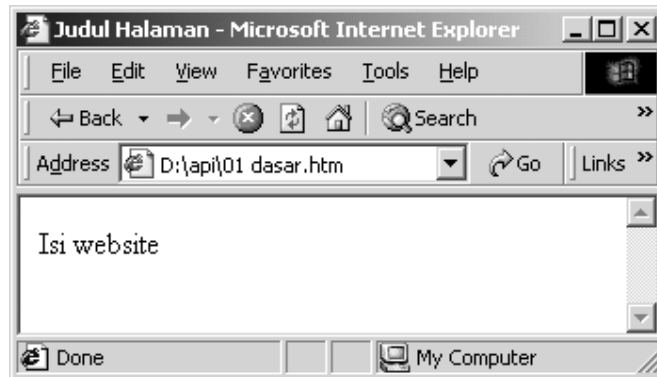 Judul Halaman - Microsoft Internet Explorer
File Edit View Favorites Tools Help
Back Search »
Address D:\api\01 dasar.htm Go Links »
Isi website
Done My Computer